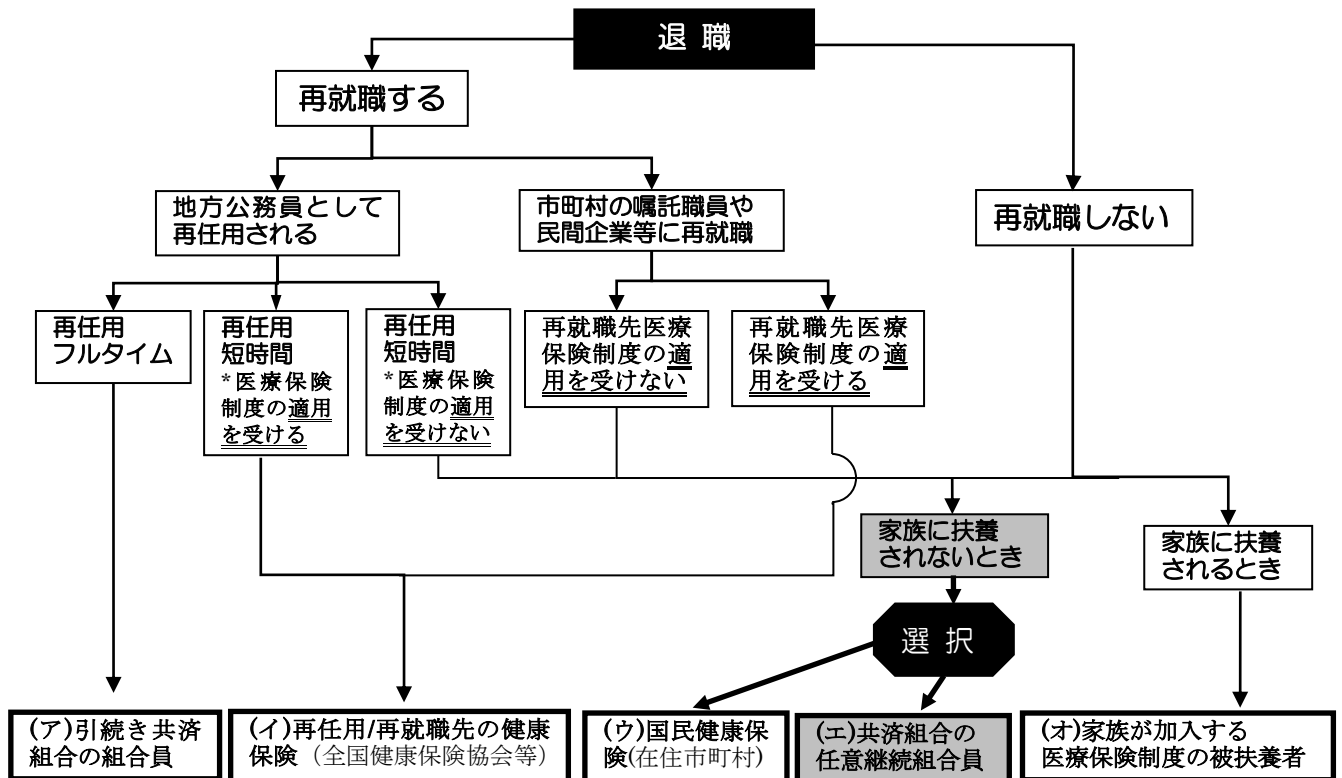 退 職
再就職する
地方公務員として
再任用される
市町村の嘱託職員や
民間企業等に再就職
再就職しない
再任用
フルタイム
再任用
短時間
*医療保険
制度の適用
を受ける
再任用
短時間
*医療保険
制度の適用
を受けない
再就職先医療
保険制度の適
用を受けない
再就職先医療
保険制度の適
用を受ける
家族に扶養
されないとき
家族に扶養
されるとき
選 択
(ア)引続き共済
組合の組合員
(イ)再任用/再就職先の健康
保険（全国健康保険協会等)
(ウ)国民健康保
険(在住市町村)
(エ)共済組合の
任意継続組合員
(オ)家族が加入する
医療保険制度の被扶養者